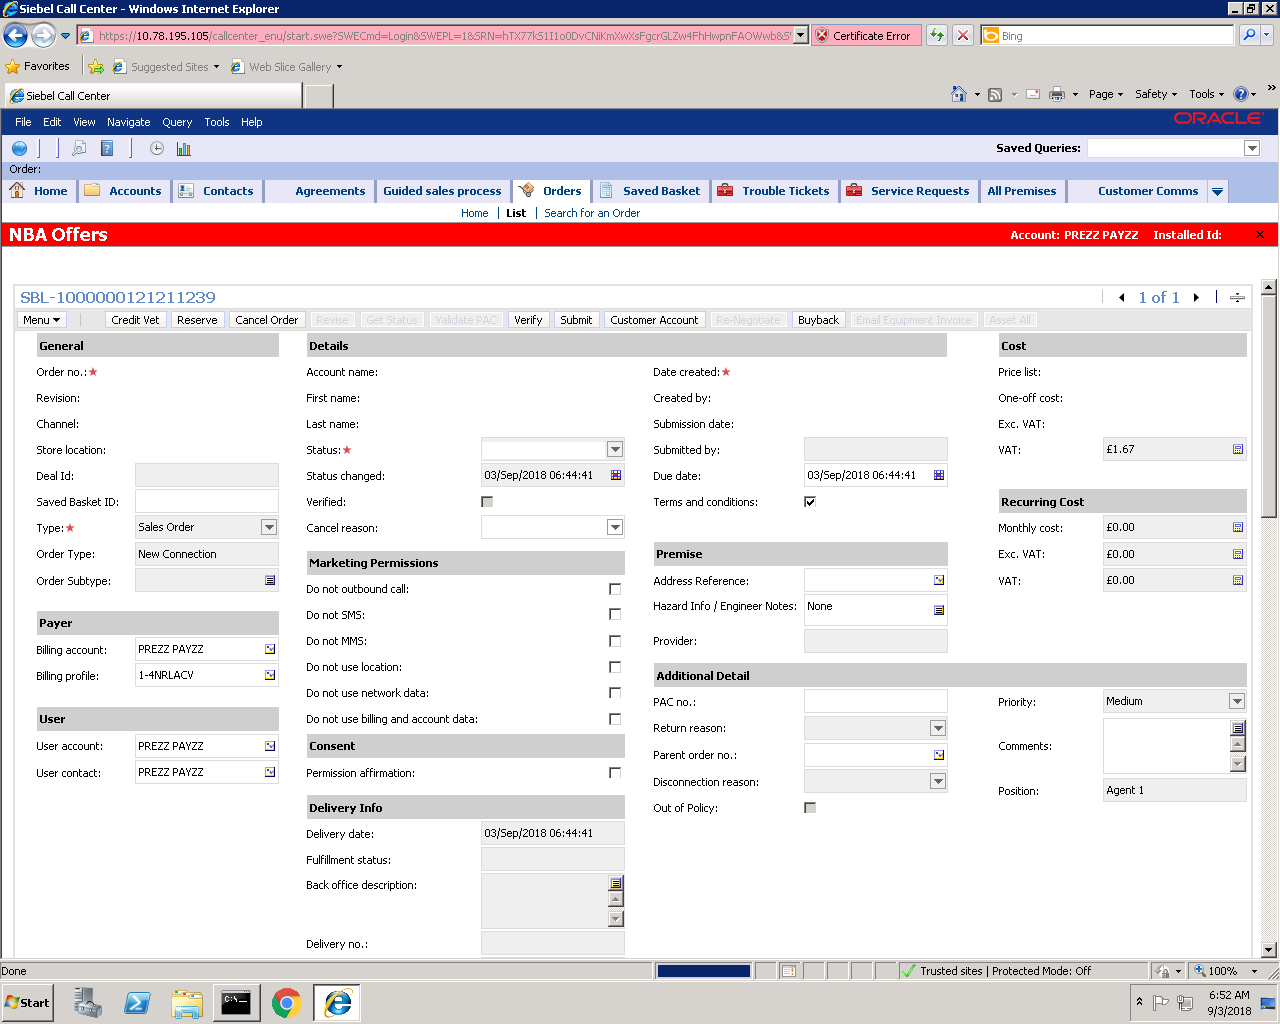 Siebel Call Center - Windows Internet Explorer
Certificate Error
Bing
Favorites
Suggested Sites
Web Slice Gallery
Siebel Call Center
Page
Safety
Tools
File Edit View Navigate Query Tools Help
ORACLE
Saved Queries:
Order:
Home
Accounts
Contacts
Agreements
Guided sales process
Orders
Saved Basket
Trouble Tickets
Service Requests
All Premises
Customer Comms
Home | List | Search for an Order
NBA Offers
Account: PREZZ PAYZZ Installed Id:
SBL-1000000121211239
1 of 1
Menu
Credit Vet
Reserve
Cancel Order
Revise
Get Status
Validate PAC
Verify
Submit
Customer Account
Re-Negotiate
Buyback
Email Equipment Invoice
Asset All
General
Order no.:★
Revision:
Channel:
Store location:
Deal Id:
Saved Basket ID:
Type:★ Sales Order
Order Type: New Connection
Order Subtype:
Payer
Billing account: PREZZ PAYZZ
Billing profile: 1-4NRLACV
User
User account: PREZZ PAYZZ
User contact: PREZZ PAYZZ
Details
Account name:
First name:
Last name:
Status:★
Status changed: 03/Sep/2018 06:44:41
Verified:
Cancel reason:
Marketing Permissions
Do not outbound call:
Do not SMS:
Do not MMS:
Do not use location:
Do not use network data:
Do not use billing and account data:
Consent
Permission affirmation:
Delivery Info
Delivery date: 03/Sep/2018 06:44:41
Fulfillment status:
Back office description:
Delivery no.:
Date created:★
Created by:
Submission date:
Submitted by:
Due date: 03/Sep/2018 06:44:41
Terms and conditions:
Premise
Address Reference:
Hazard Info / Engineer Notes: None
Provider:
Additional Detail
PAC no.:
Return reason:
Parent order no.:
Disconnection reason:
Out of Policy:
Cost
Price list:
One-off cost:
Exc. VAT:
VAT: £1.67
Recurring Cost
Monthly cost: £0.00
Exc. VAT: £0.00
VAT: £0.00
Priority: Medium
Comments:
Position: Agent 1
Done
Trusted sites | Protected Mode: Off
100%
Start
6:52 AM
9/3/2018